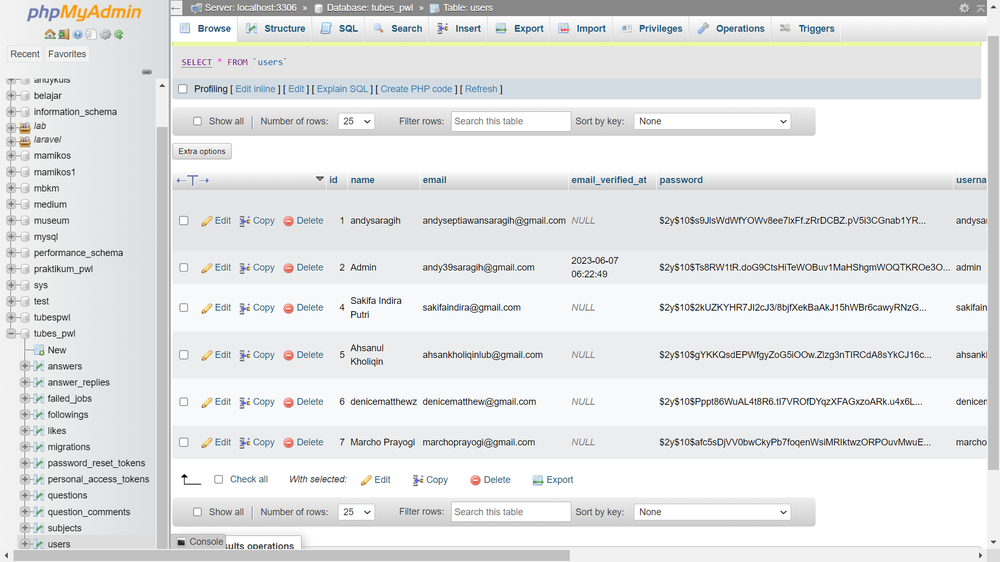 phpMyAdmin
Recent
Favorites
andykuis
belajar
information_schema
lab
laravel
mamikos
mamikos1
mbkm
medium
museum
mysql
performance_schema
praktikum_pwl
sys
test
tubespwl
tubes_pwl
New
answers
answer_replies
failed_jobs
followings
likes
migrations
password_reset_tokens
personal_access_tokens
questions
question_comments
subjects
users
Server: localhost:3306 » Database: tubes_pwl » Table: users
Browse Structure SQL Search Insert Export Import Privileges Operations Triggers
SELECT * FROM `users`
Profiling [ Edit inline ] [ Edit ] [ Explain SQL ] [ Create PHP code ] [ Refresh ]
Show all Number of rows: 25 Filter rows: Search this table Sort by key: None
Extra options
id name email email_verified_at password userna
Edit Copy Delete 1 andysaragih andyseptiawansaragih@gmail.com NULL $2y$10$s9JlsWdWfYOWv8ee7lxFf.zRrDCBZ.pV5i3CGnab1YR... andysar
Edit Copy Delete 2 Admin andy39saragih@gmail.com 2023-06-07 06:22:49 $2y$10$Ts8RW1tR.doG9CtsHiTeWOBuv1MaHShgmWOQTKROe3O... admin
Edit Copy Delete 4 Sakifa Indira Putri sakifaindira@gmail.com NULL $2y$10$2kUZKYHR7JI2cJ3/8bjfXekBaAkJ15hWBr6cawyRNzG... sakifain
Edit Copy Delete 5 Ahsanul Kholiqin ahsankholiqinlub@gmail.com NULL $2y$10$gYKKQsdEPWfgyZoG5iOOw.Zlzg3nTIRCdA8sYkCJ16c... ahsankl
Edit Copy Delete 6 denicematthewz denicematthew@gmail.com NULL $2y$10$Pppt86WuAL4t8R6.tI7VROfDYqzXFAGxzoARk.u4x6L... denicen
Edit Copy Delete 7 Marcho Prayogi marchoprayogi@gmail.com NULL $2y$10$afc5sDjVV0bwCkyPb7foqenWsiMRIktwzORPOuvMwuE... marcho
Check all With selected: Edit Copy Delete Export
Show all Number of rows: 25 Filter rows: Search this table Sort by key: None
Console
sults operations